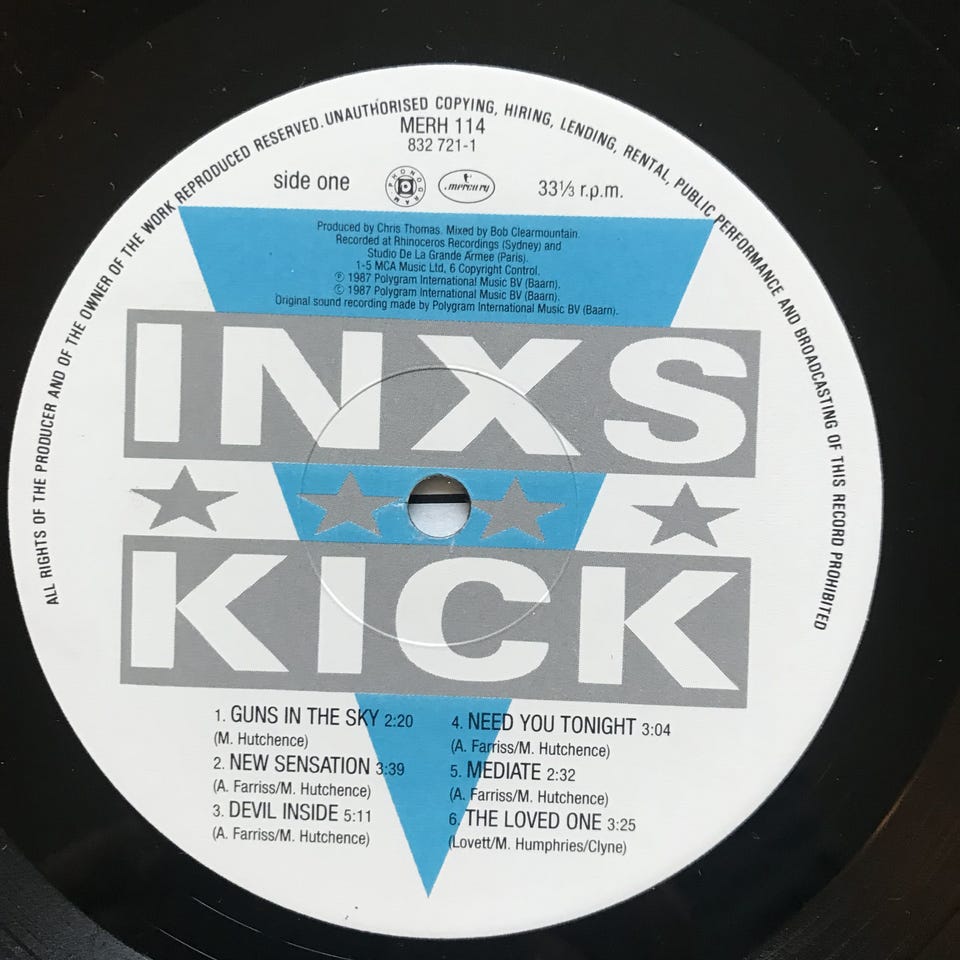 ALL RIGHTS OF THE PRODUCER AND OF THE OWNER OF THE WORK REPRODUCED RESERVED. UNAUTHORISED COPYING, HIRING, LENDING, RENTAL, PUBLIC PERFORMANCE AND BROADCASTING OF THIS RECORD PROHIBITED
MERH 114
832 721-1
side one
PHONOGRAM
mercury
33⅓ r.p.m.
Produced by Chris Thomas. Mixed by Bob Clearmountain.
Recorded at Rhinoceros Recordings (Sydney) and
Studio De La Grande Armee (Paris).
1-5 MCA Music Ltd, 6 Copyright Control.
℗ 1987 Polygram International Music BV (Baarn).
© 1987 Polygram International Music BV (Baarn).
Original sound recording made by Polygram International Music BV (Baarn).
INXS
KICK
1. GUNS IN THE SKY 2:20
(M. Hutchence)
2. NEW SENSATION 3:39
(A. Farriss/M. Hutchence)
3. DEVIL INSIDE 5:11
(A. Farriss/M. Hutchence)
4. NEED YOU TONIGHT 3:04
(A. Farriss/M. Hutchence)
5. MEDIATE 2:32
(A. Farriss/M. Hutchence)
6. THE LOVED ONE 3:25
(Lovett/M. Humphries/Clyne)